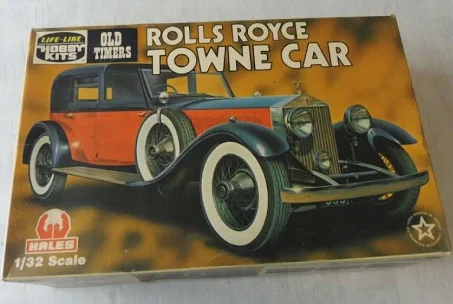 LIFE-LIKE
HOBBY
KITS
OLD
TIMERS
ROLLS ROYCE
TOWNE CAR
HALES
1/32 Scale